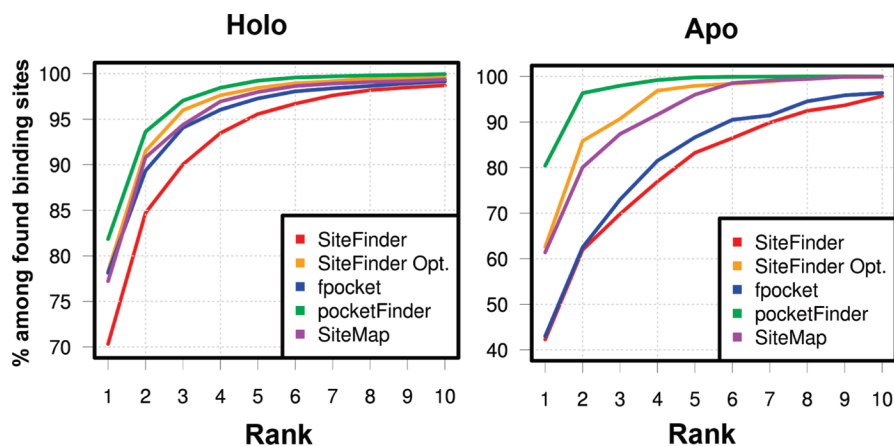 Holo
% among found binding sites
100
95
90
85
80
75
70
SiteFinder
SiteFinder Opt.
fpocket
pocketFinder
SiteMap
1 2 3 4 5 6 7 8 9 10
Rank
Apo
100
90
80
70
60
50
40
SiteFinder
SiteFinder Opt.
fpocket
pocketFinder
SiteMap
1 2 3 4 5 6 7 8 9 10
Rank